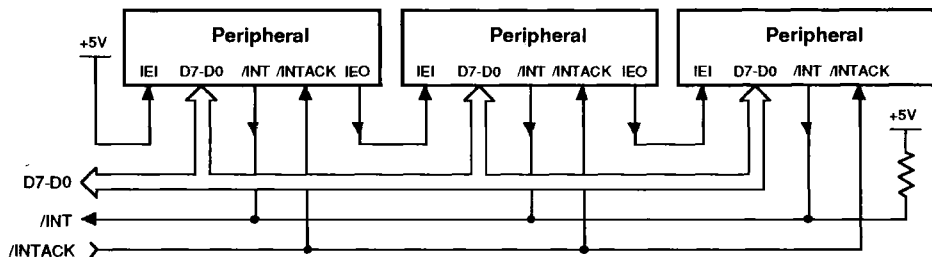 +5V
Peripheral
IEI D7-D0 /INT /INTACK IEO
Peripheral
IEI D7-D0 /INT /INTACK IEO
Peripheral
IEI D7-D0 /INT /INTACK
+5V
D7-D0
/INT
/INTACK